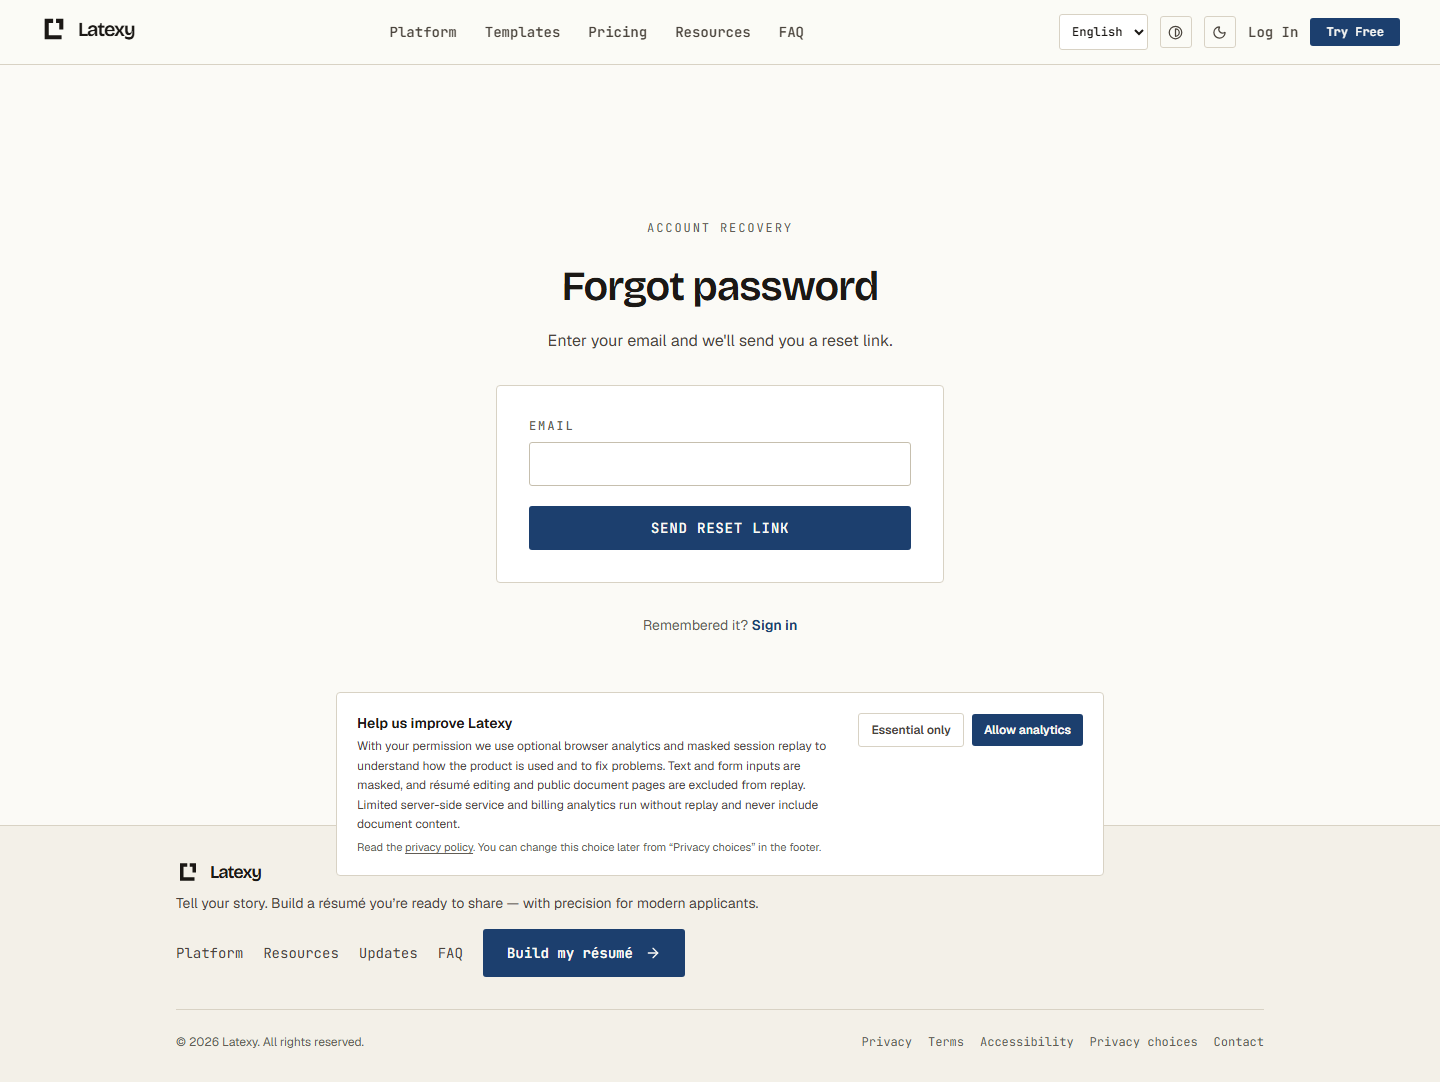 Latexy
Platform
Templates
Pricing
Resources
FAQ
English
Log In
Try Free
ACCOUNT RECOVERY
Forgot password
Enter your email and we'll send you a reset link.
EMAIL
SEND RESET LINK
Remembered it? Sign in
Help us improve Latexy
With your permission we use optional browser analytics and masked session replay to
understand how the product is used and to fix problems. Text and form inputs are
masked, and résumé editing and public document pages are excluded from replay.
Limited server-side service and billing analytics run without replay and never include
document content.
Read the privacy policy. You can change this choice later from “Privacy choices” in the footer.
Essential only
Allow analytics
Latexy
Tell your story. Build a résumé you’re ready to share — with precision for modern applicants.
Platform
Resources
Updates
FAQ
Build my résumé
© 2026 Latexy. All rights reserved.
Privacy
Terms
Accessibility
Privacy choices
Contact